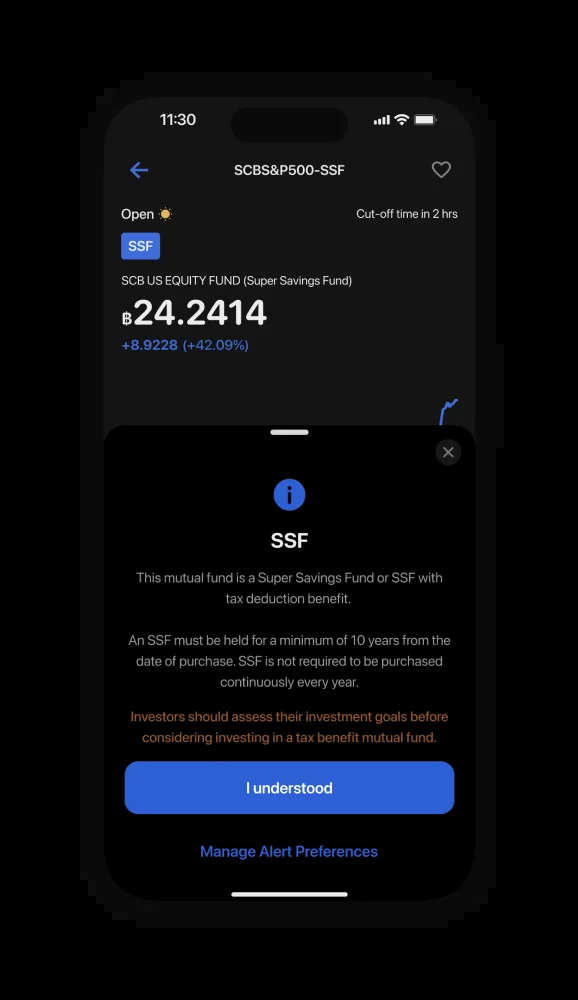 11:30
SCBS&P500-SSF
Open
Cut-off time in 2 hrs
SSF
SCB US EQUITY FUND (Super Savings Fund)
฿24.2414
+8.9228 (+42.09%)
SSF
This mutual fund is a Super Savings Fund or SSF with
tax deduction benefit.
An SSF must be held for a minimum of 10 years from the
date of purchase. SSF is not required to be purchased
continuously every year.
Investors should assess their investment goals before
considering investing in a tax benefit mutual fund.
I understood
Manage Alert Preferences